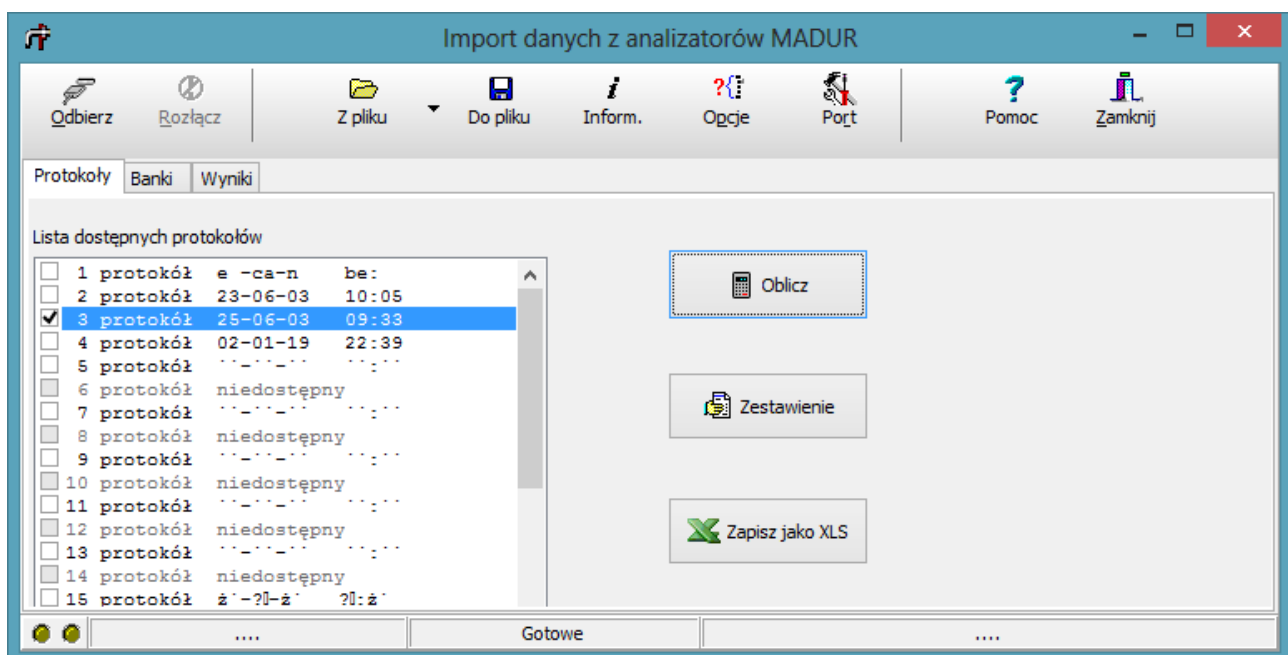 Import danych z analizatorów MADUR
Odbierz Rozłącz Z pliku Do pliku Inform. Opcje Port Pomoc Zamknij
Protokoły Banki Wyniki
Lista dostępnych protokołów
1 protokół e -ca-n be:
2 protokół 23-06-03 10:05
3 protokół 25-06-03 09:33
4 protokół 02-01-19 22:39
5 protokół ˙˙-˙˙-˙˙ ˙˙:˙˙
6 protokół niedostępny
7 protokół ˙˙-˙˙-˙˙ ˙˙:˙˙
8 protokół niedostępny
9 protokół ˙˙-˙˙-˙˙ ˙˙:˙˙
10 protokół niedostępny
11 protokół ˙˙-˙˙-˙˙ ˙˙:˙˙
12 protokół niedostępny
13 protokół ˙˙-˙˙-˙˙ ˙˙:˙˙
14 protokół niedostępny
15 protokół
Oblicz
Zestawienie
Zapisz jako XLS
.... Gotowe ....